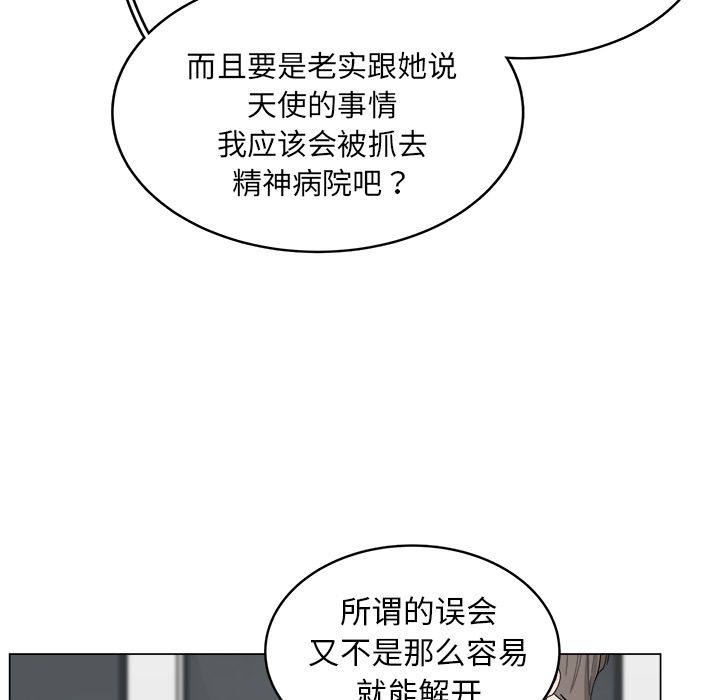 而且要是老实跟她说
天使的事情
我应该会被抓去
精神病院吧？
所谓的误会
又不是那么容易
就能解开